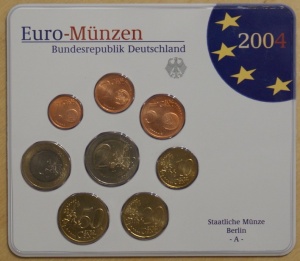 Euro-Münzen
Bundesrepublik Deutschland
2004
Staatliche Münze
Berlin
- A -